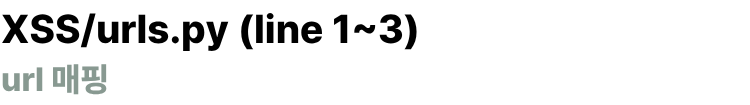 XSS/urls.py (line 1~3)
url 매핑